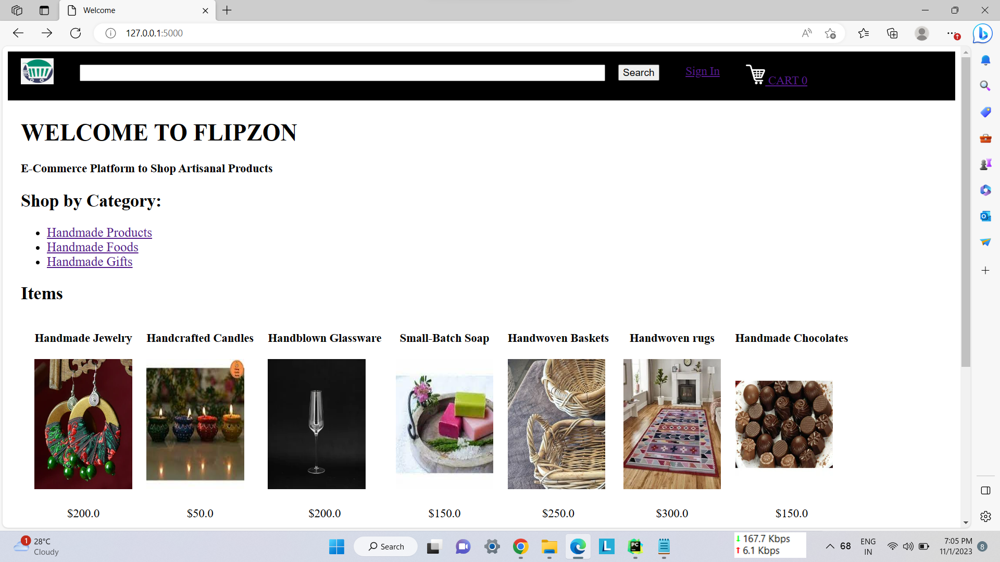 Welcome
127.0.0.1:5000
Search
Sign In
CART 0
WELCOME TO FLIPZON
E-Commerce Platform to Shop Artisanal Products
Shop by Category:
Handmade Products
Handmade Foods
Handmade Gifts
Items
Handmade Jewelry Handcrafted Candles Handblown Glassware Small-Batch Soap Handwoven Baskets Handwoven rugs Handmade Chocolates
$200.0 $50.0 $200.0 $150.0 $250.0 $300.0 $150.0
1
28°C
Cloudy
Search
L
PC
167.7 Kbps
6.1 Kbps
68
ENG
IN
7:05 PM
11/1/2023
8